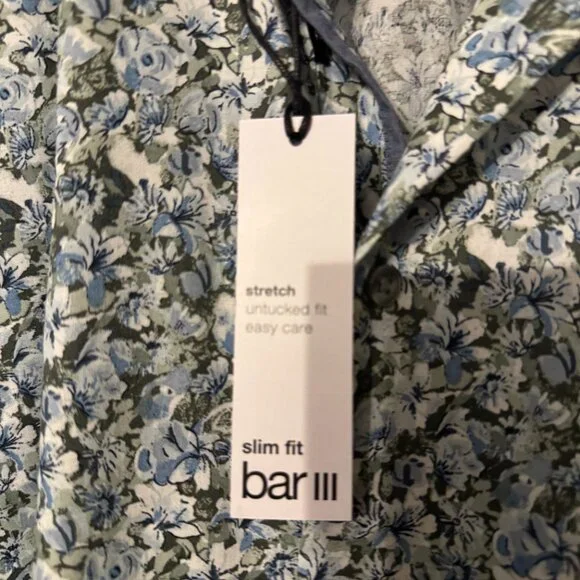 stretch
untucked fit
easy care
slim fit
bar III